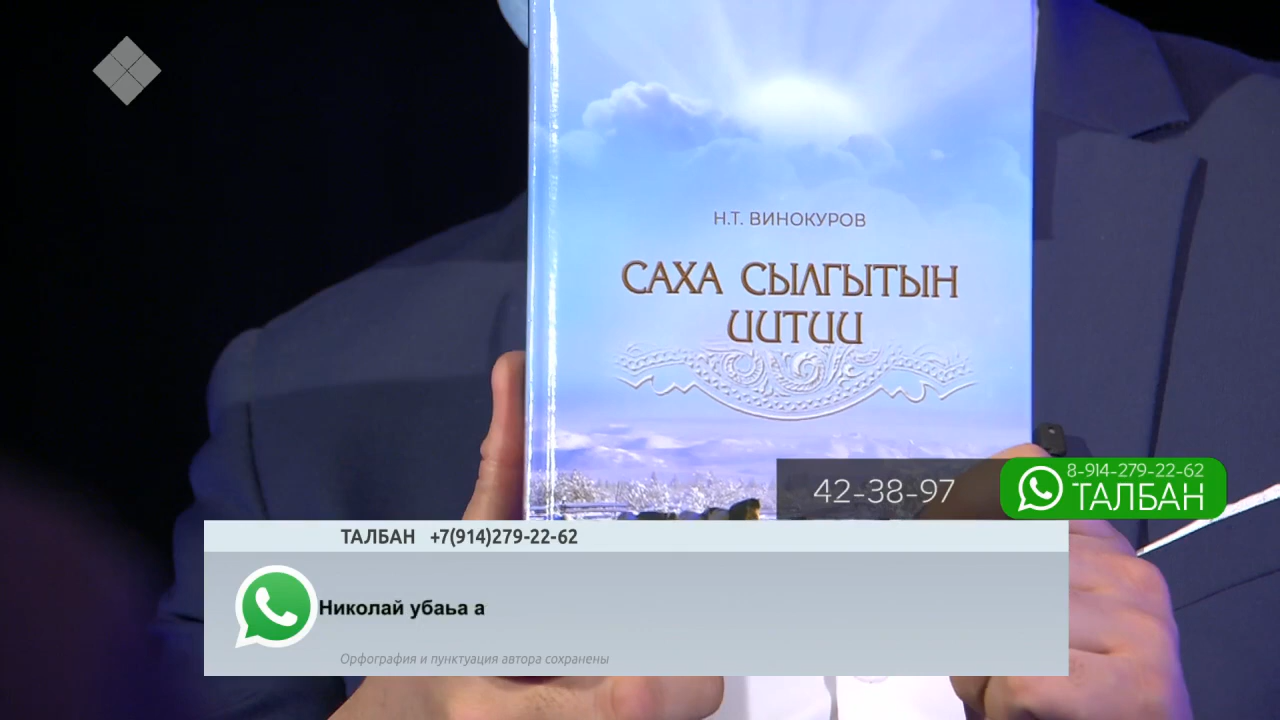 Н.Т. ВИНОКУРОВ
САХА СЫЛГЫТЫН
ИИТИИ
42-38-97
8-914-279-22-62
ТАЛБАН
ТАЛБАН +7(914)279-22-62
Николай убаьа а
Орфография и пунктуация автора сохранены